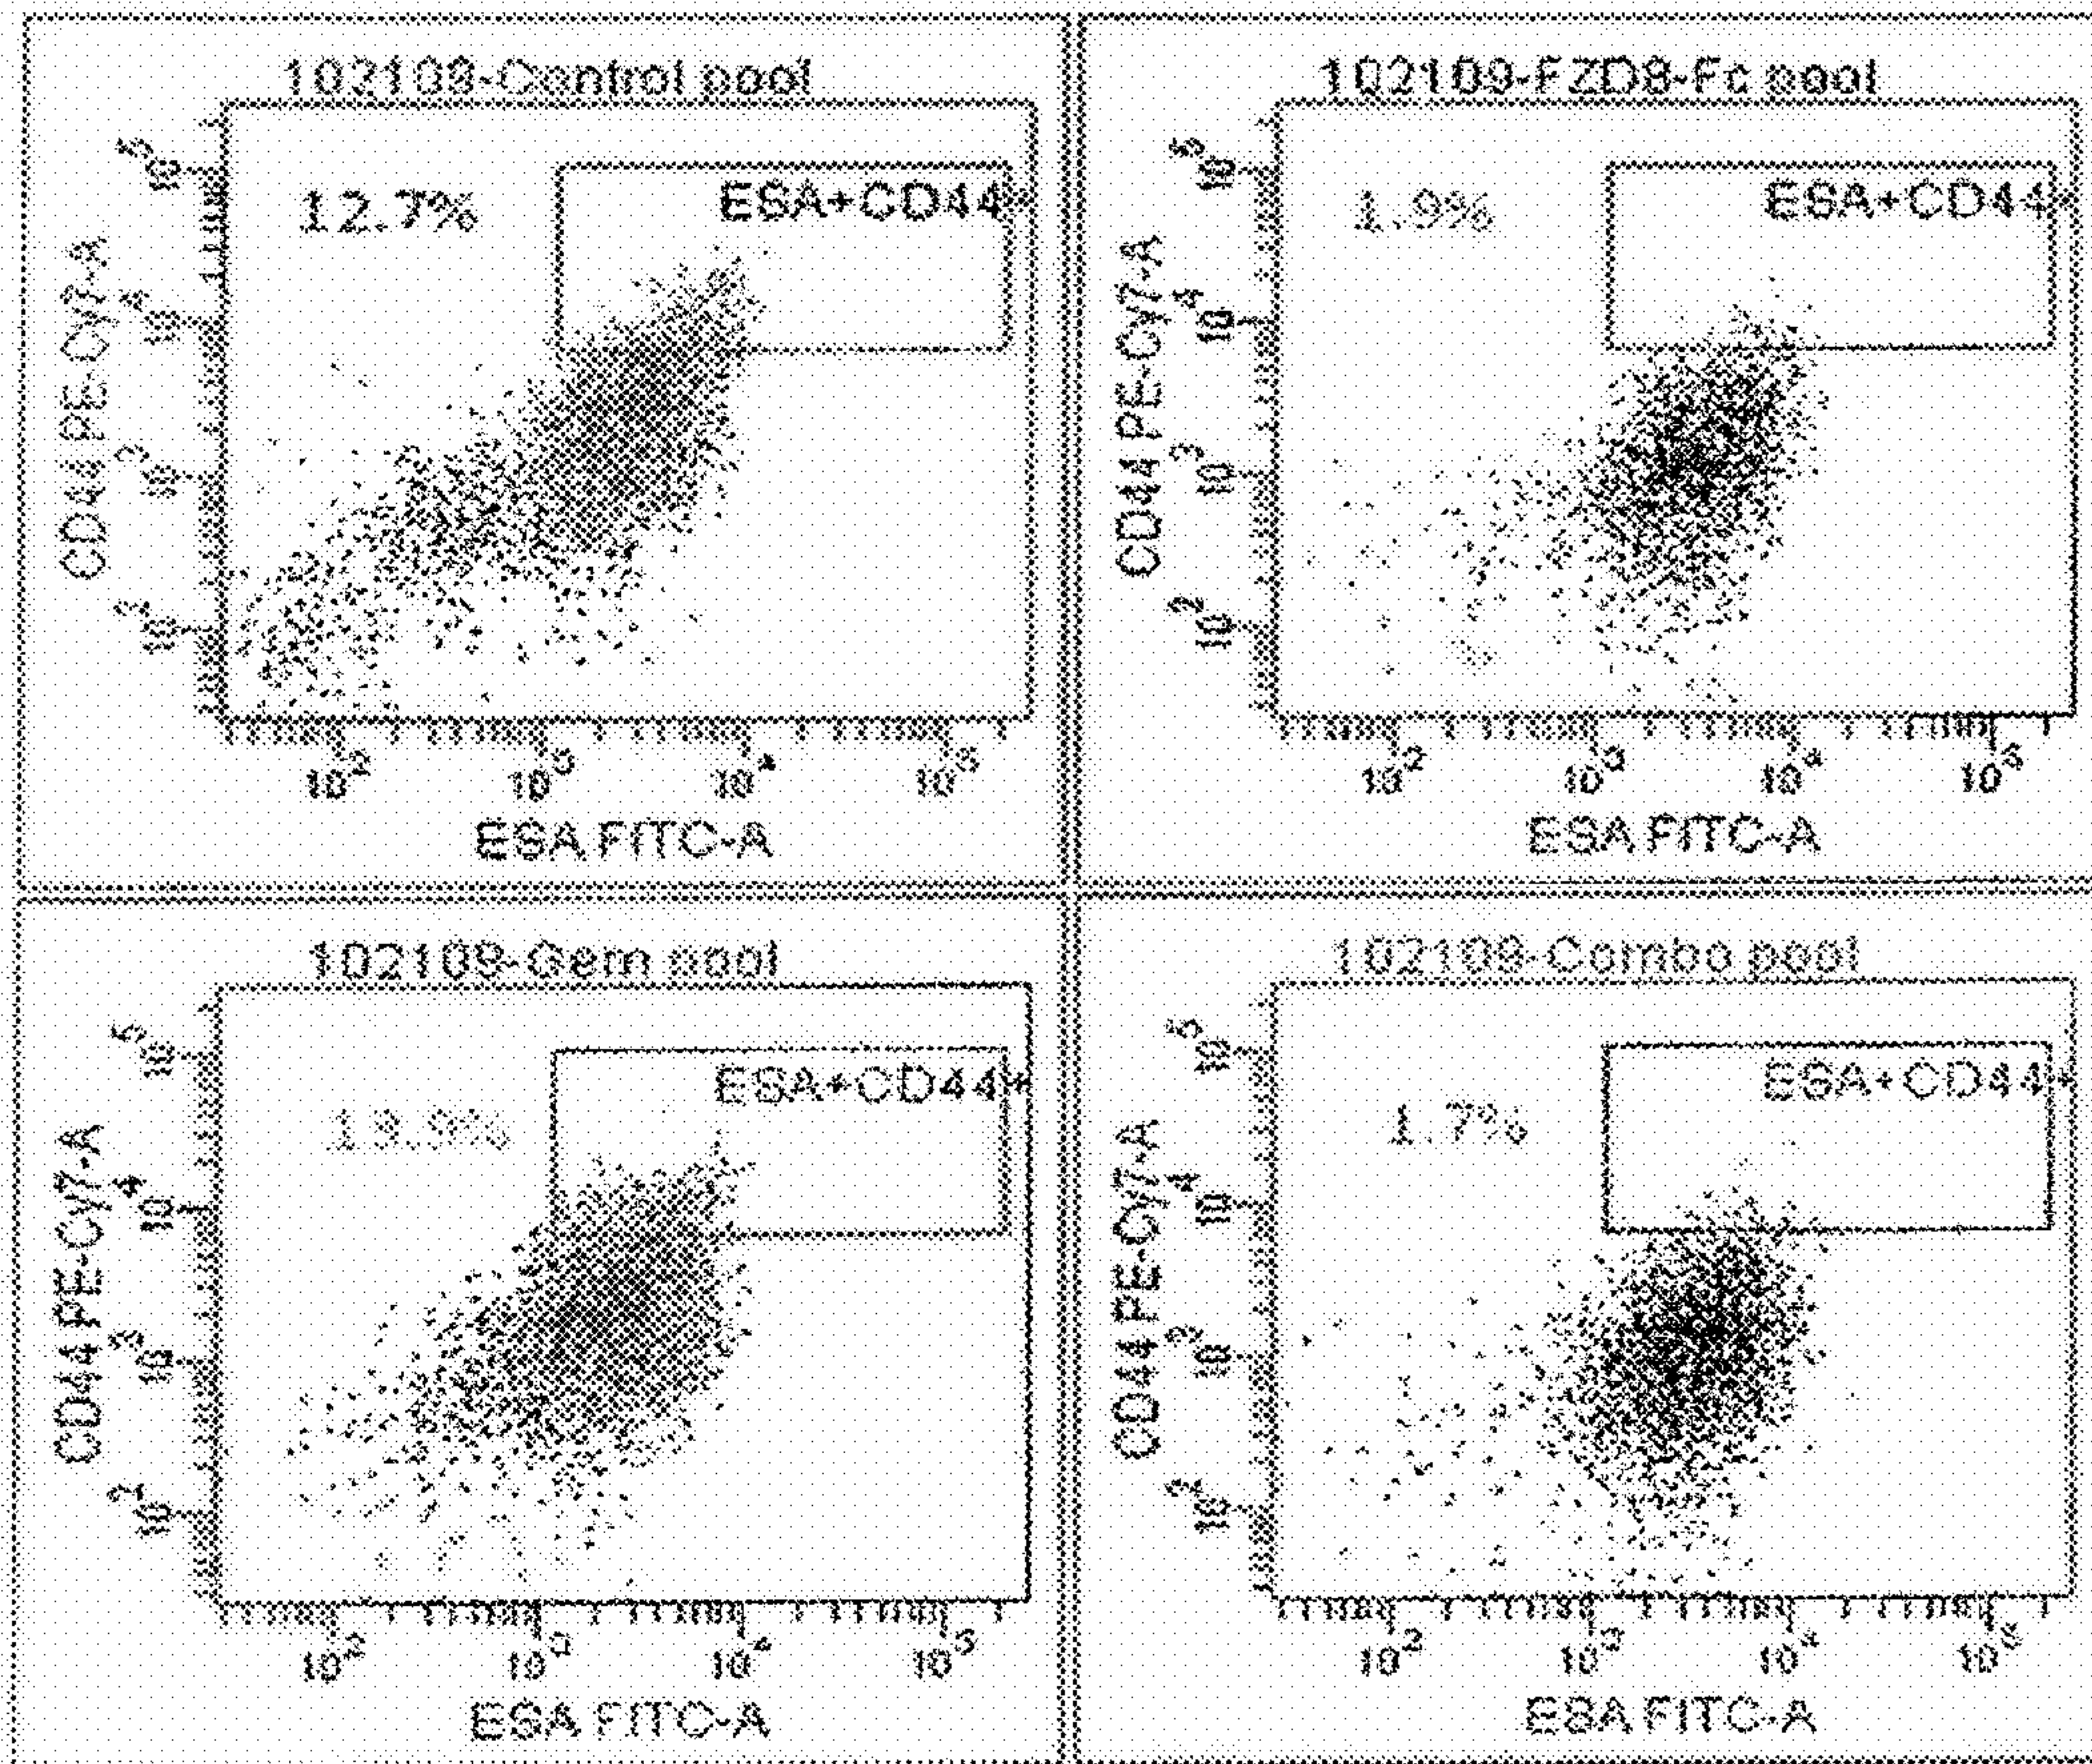 102109-Control pool
12.7%
ESA+CD44+
CD44 PE-Cy7-A
10^5
10^4
10^3
10^2
10^2 10^3 10^4 10^5
ESA FITC-A
102109-FZD8-Fc pool
1.9%
ESA+CD44+
CD44 PE-Cy7-A
10^5
10^4
10^3
10^2
10^2 10^3 10^4 10^5
ESA FITC-A
102109-Gem pool
ESA+CD44+
CD44 PE-Cy7-A
10^5
10^4
10^3
10^2
10^2 10^3 10^4 10^5
ESA FITC-A
102109-Combo pool
1.7%
ESA+CD44+
CD44 PE-Cy7-A
10^5
10^4
10^3
10^2
10^2 10^3 10^4 10^5
ESA FITC-A